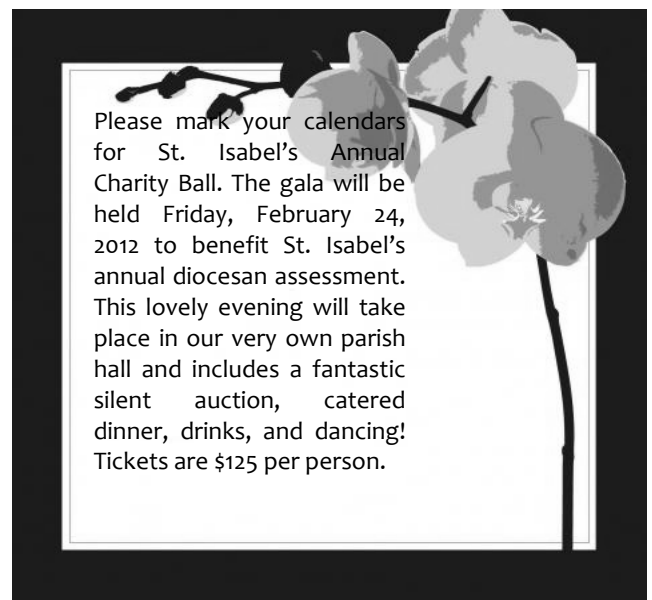 Please mark your calendars
for St. Isabel’s Annual
Charity Ball. The gala will be
held Friday, February 24,
2012 to benefit St. Isabel’s
annual diocesan assessment.
This lovely evening will take
place in our very own parish
hall and includes a fantastic
silent auction, catered
dinner, drinks, and dancing!
Tickets are $125 per person.